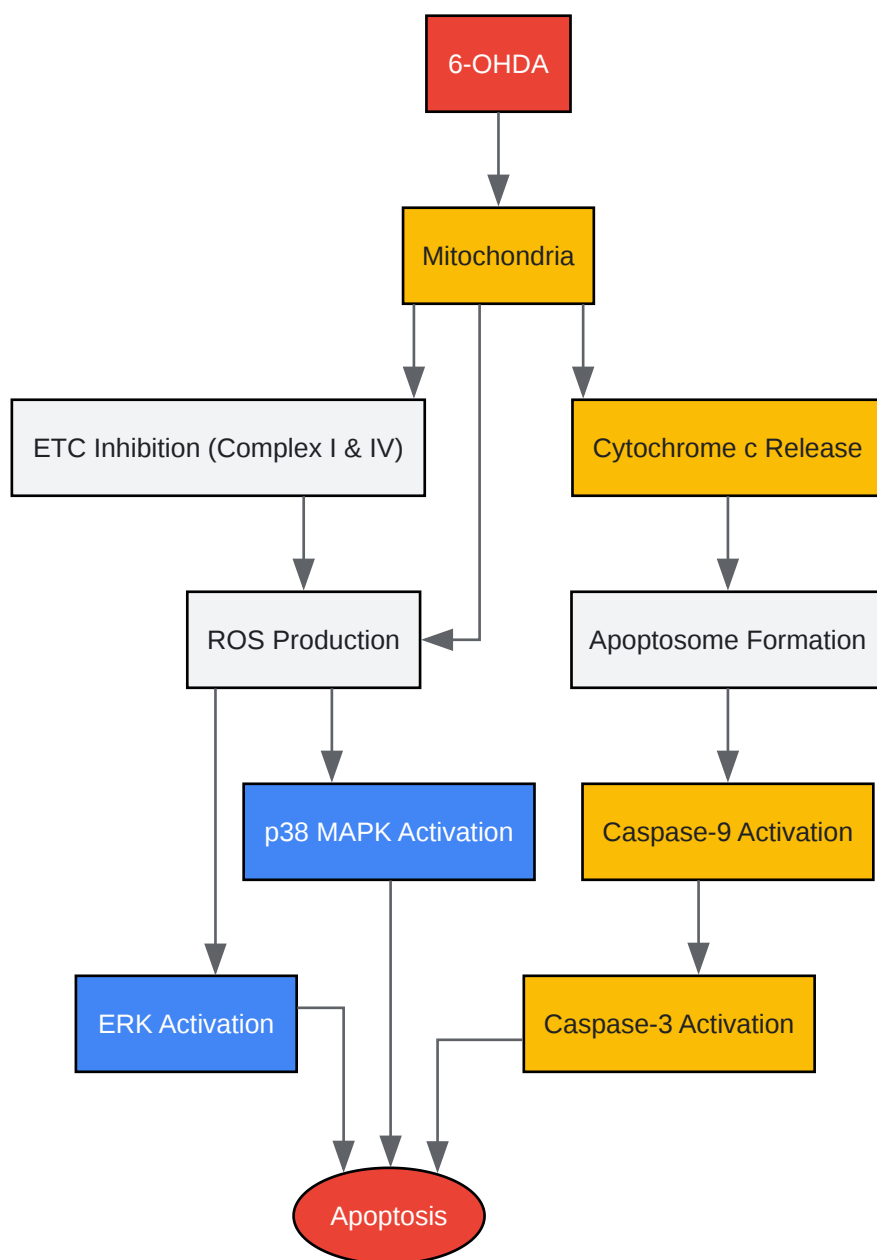 6-OHDA
Mitochondria
ETC Inhibition (Complex I & IV)
Cytochrome c Release
ROS Production
Apoptosome Formation
p38 MAPK Activation
Caspase-9 Activation
ERK Activation
Caspase-3 Activation
Apoptosis